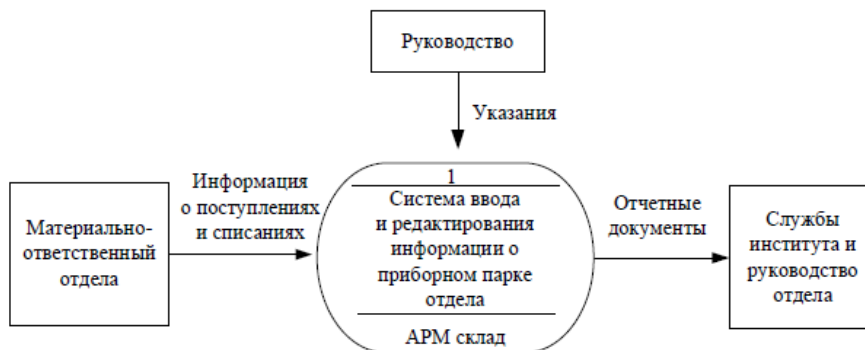 Руководство
Указания
Информация
о поступлениях
и списаниях
Материально-
ответственный
отдела
1
Система ввода
и редактирования
информации о
приборном парке
отдела
АРМ склад
Отчетные
документы
Службы
института и
руководство
отдела